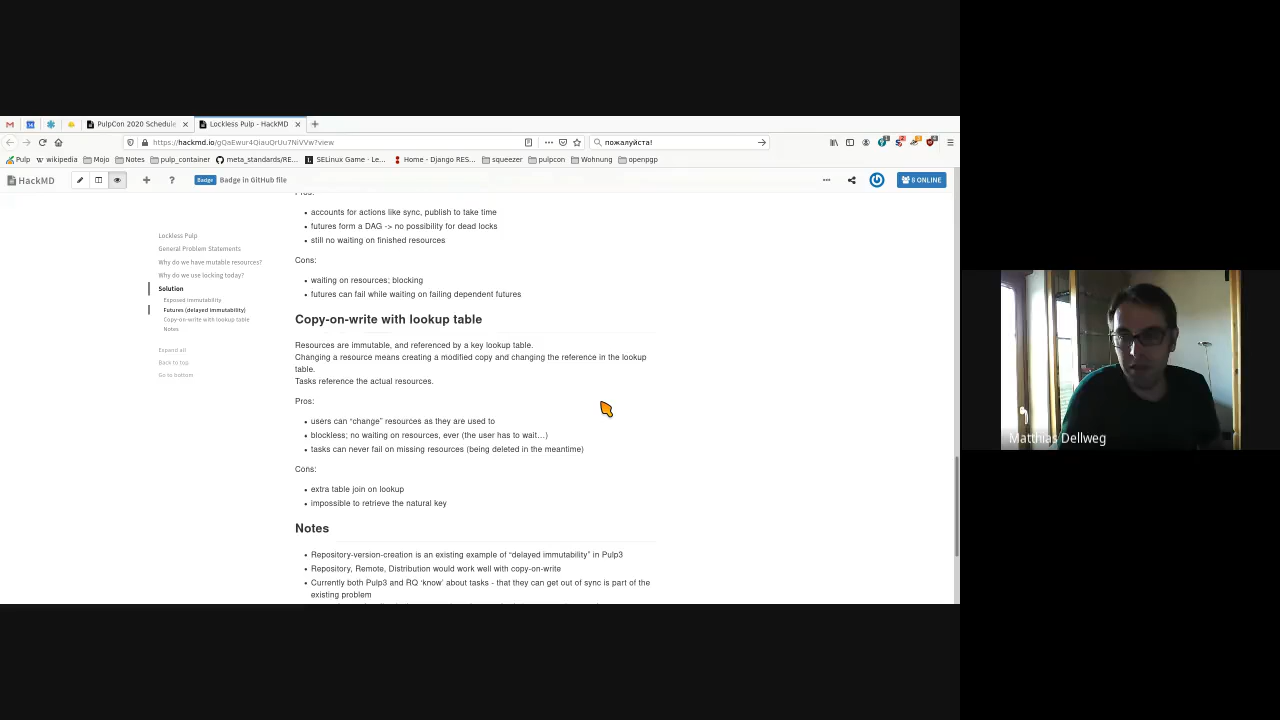 PulpCon 2020 Schedule
Lockless Pulp - HackMD
https://hackmd.io/gQaEwur4QiauQrUu7NiVVw?view
пожалуйста!
Pulp
wikipedia
Mojo
Notes
pulp_container
meta_standards/RE...
SELinux Game - Le...
Home - Django RES...
squeezer
pulpcon
Wohnung
openpgp
HackMD
Badge
Badge in GitHub file
8 ONLINE
Lockless Pulp
General Problem Statements
Why do we have mutable resources?
Why do we use locking today?
Solution
Exposed immutability
Futures (delayed immutability)
Copy-on-write with lookup table
Notes
Expand all
Back to top
Go to bottom
Pros:
• accounts for actions like sync, publish to take time
• futures form a DAG -> no possibility for dead locks
• still no waiting on finished resources
Cons:
• waiting on resources; blocking
• futures can fail while waiting on failing dependent futures
Copy-on-write with lookup table
Resources are immutable, and referenced by a key lookup table.
Changing a resource means creating a modified copy and changing the reference in the lookup
table.
Tasks reference the actual resources.
Pros:
• users can “change” resources as they are used to
• blockless; no waiting on resources, ever (the user has to wait…)
• tasks can never fail on missing resources (being deleted in the meantime)
Cons:
• extra table join on lookup
• impossible to retrieve the natural key
Notes
• Repository-version-creation is an existing example of “delayed immutability” in Pulp3
• Repository, Remote, Distribution would work well with copy-on-write
• Currently both Pulp3 and RQ ‘know’ about tasks - that they can get out of sync is part of the
existing problem
Matthias Dellweg